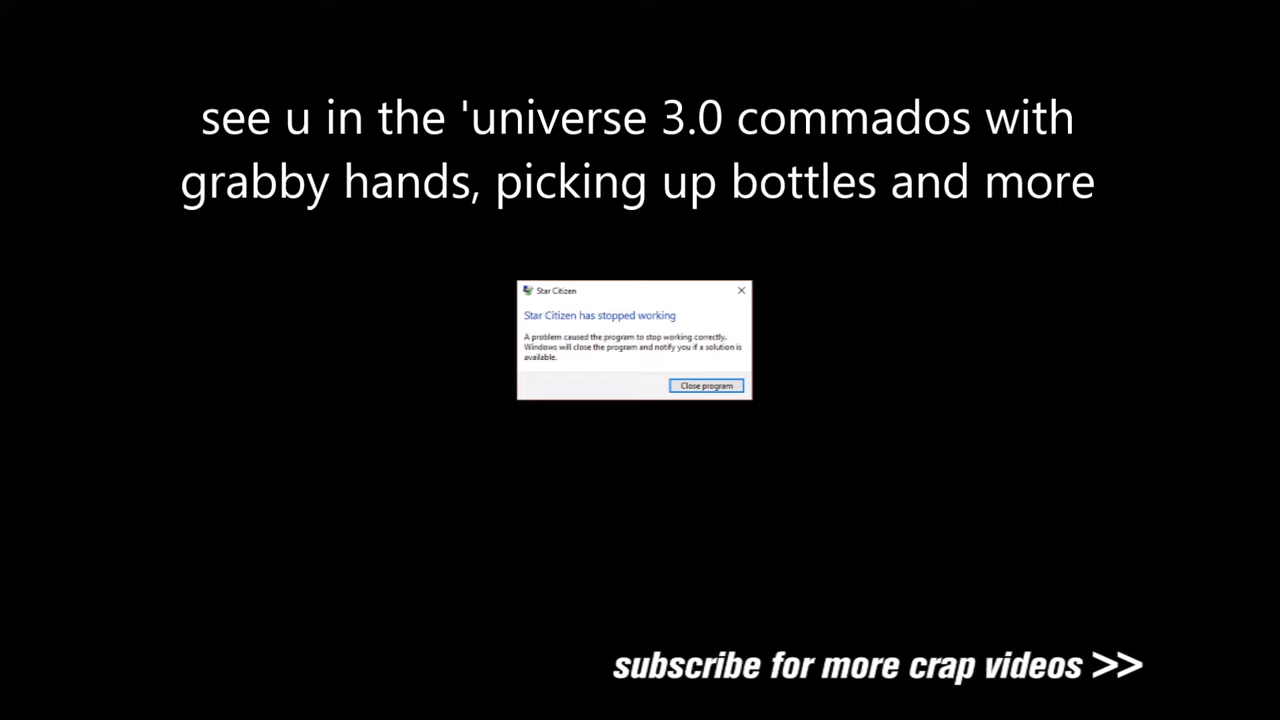 see u in the 'universe 3.0 commados with
grabby hands, picking up bottles and more
Star Citizen
Star Citizen has stopped working
A problem caused the program to stop working correctly.
Windows will close the program and notify you if a solution is
available.
Close program
subscribe for more crap videos >>